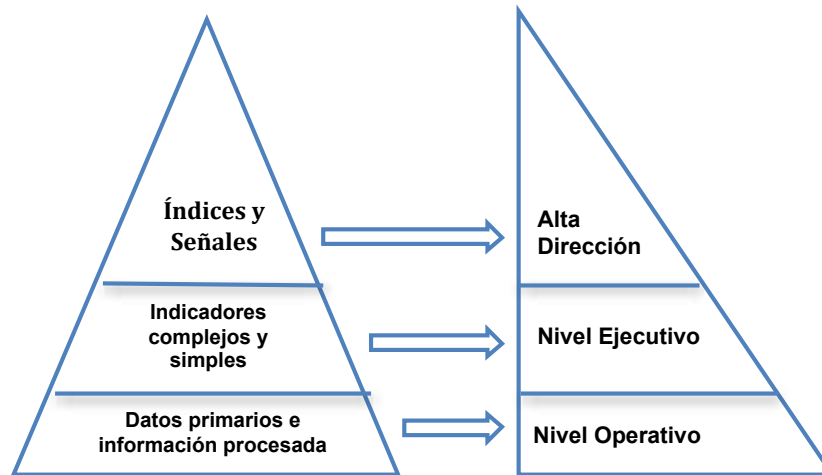 Índices y
Señales
Alta
Dirección
Indicadores
complejos y
simples
Nivel Ejecutivo
Datos primarios e
información procesada
Nivel Operativo